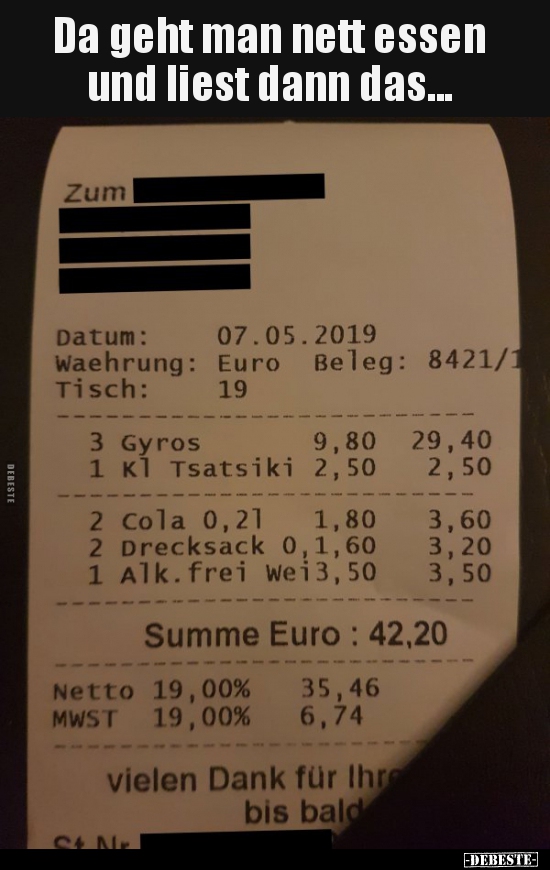 Da geht man nett essen
und liest dann das...
Zum
Datum: 07.05.2019
Waehrung: Euro Beleg: 8421/1
Tisch: 19
3 Gyros 9,80 29,40
1 Kl Tsatsiki 2,50 2,50
2 Cola 0,2l 1,80 3,60
2 Drecksack 0,1,60 3,20
1 Alk.frei Wei3,50 3,50
Summe Euro : 42,20
Netto 19,00% 35,46
MWST 19,00% 6,74
vielen Dank für Ihre
bis bald
St Nr
DEBESTE
-DEBESTE-